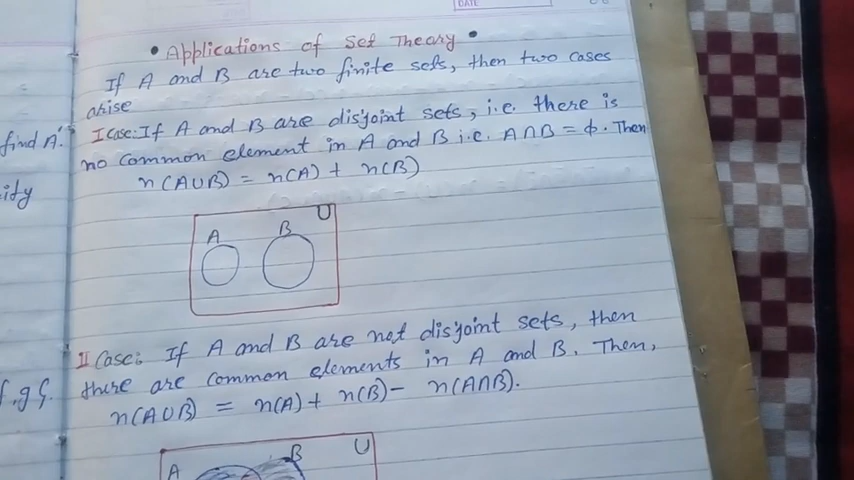 DATE
• Applications of Set Theory •
If A and B are two finite sets, then two cases
arise
I Case: If A and B are disjoint sets, i.e. there is
no common element in A and B i.e. A∩B = ϕ. Then
n(A∪B) = n(A) + n(B)
U
A B
II Case: If A and B are not disjoint sets, then
there are common elements in A and B. Then,
n(A∪B) = n(A) + n(B) − n(A∩B).
A B U
find A'.
ity